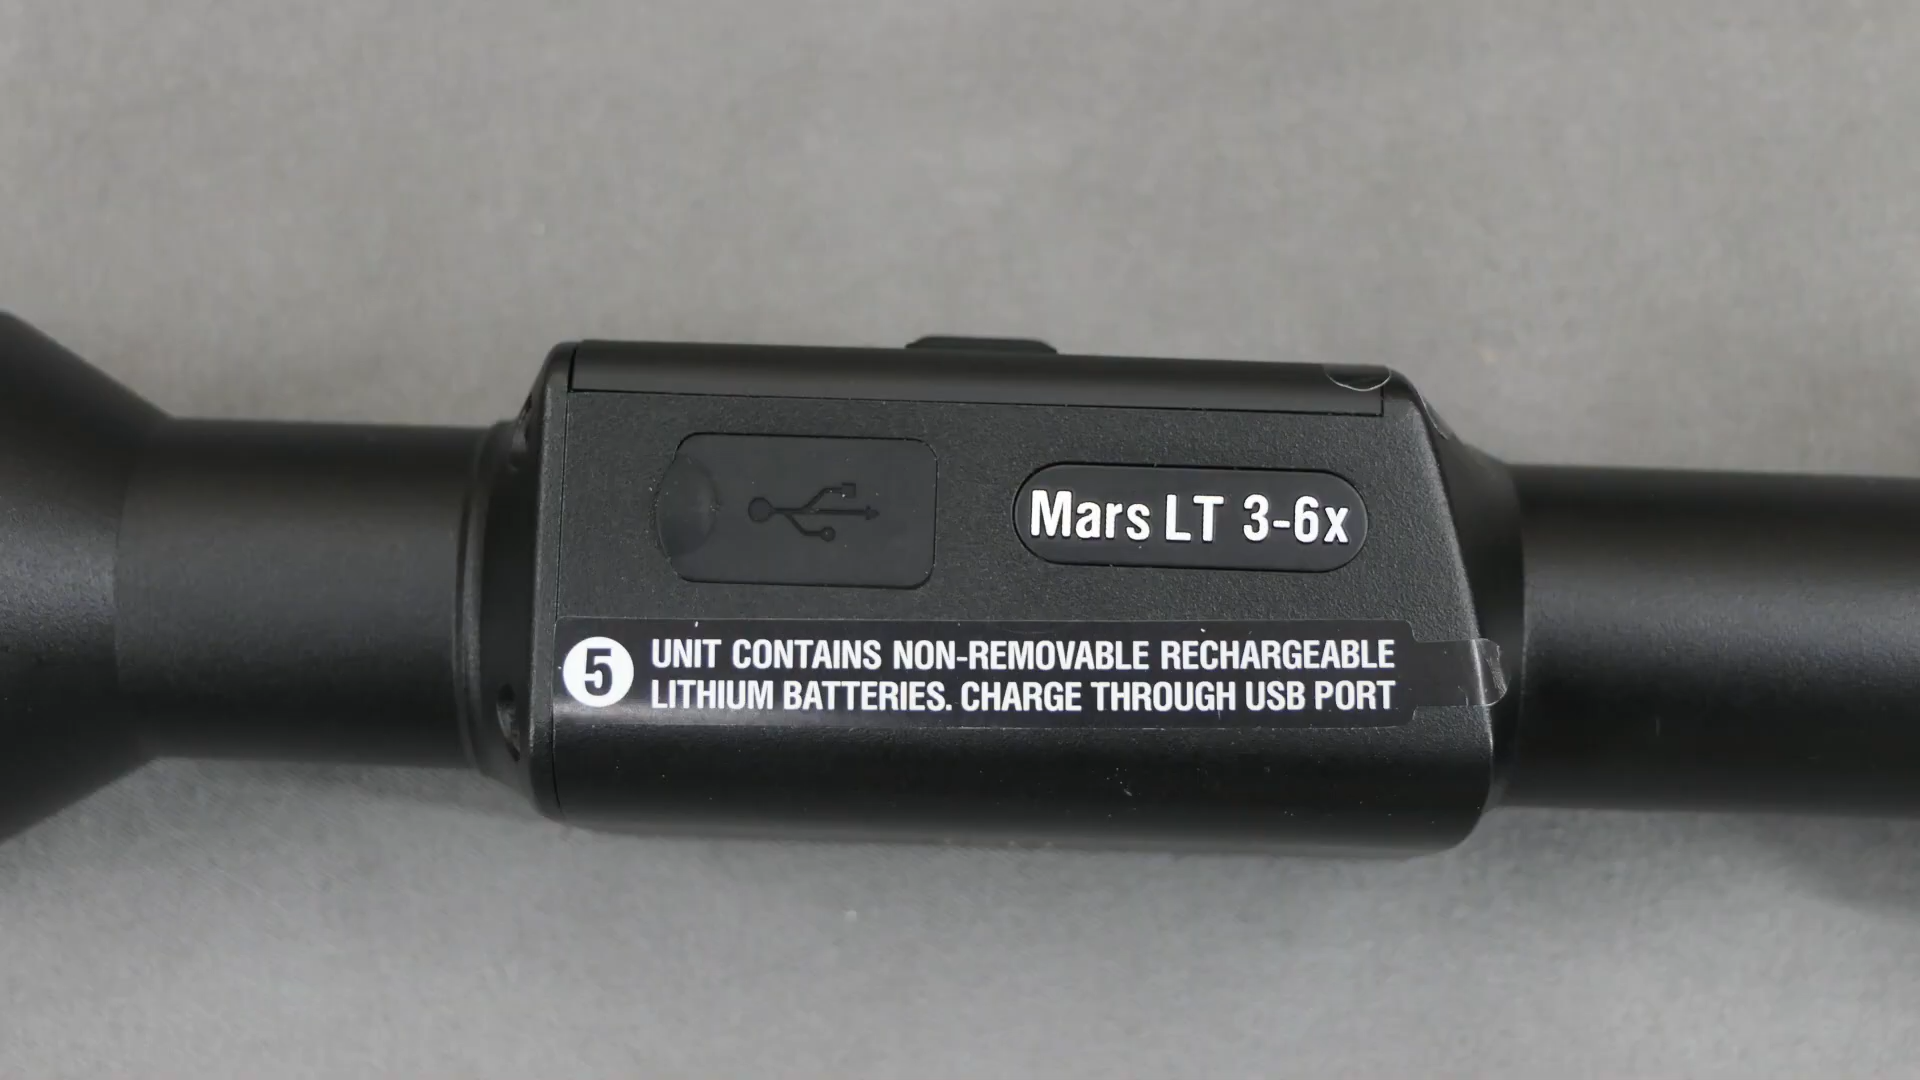 Mars LT 3-6x
5 UNIT CONTAINS NON-REMOVABLE RECHARGEABLE
LITHIUM BATTERIES. CHARGE THROUGH USB PORT